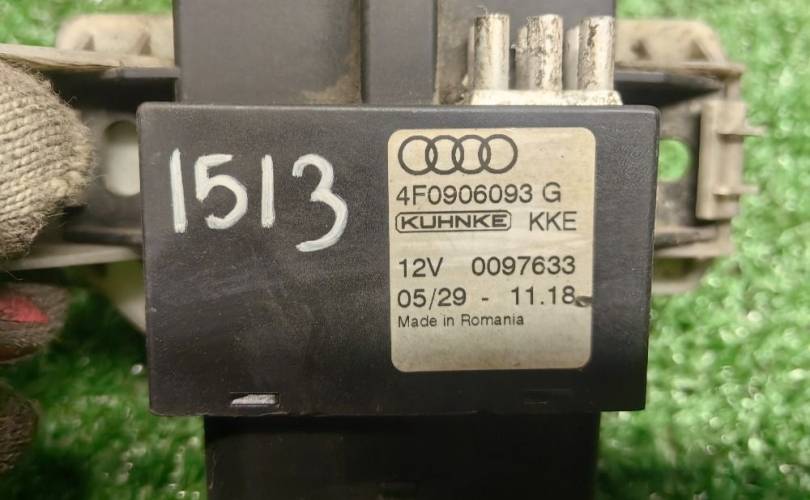 1513
4F0906093 G
KUHNKE KKE
12V 0097633
05/29 - 11.18
Made in Romania